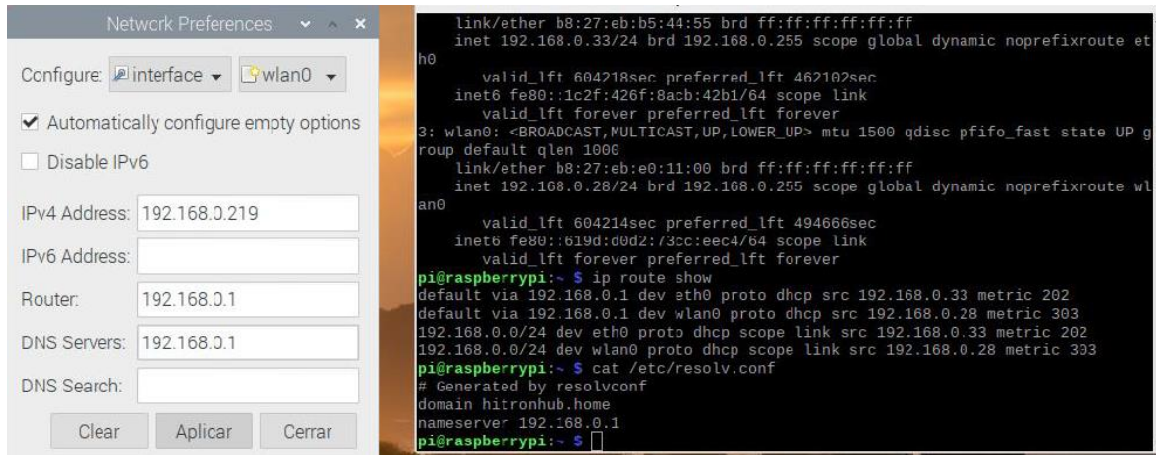 Network Preferences
Configure: interface wlan0
Automatically configure empty options
Disable IPv6
IPv4 Address: 192.168.0.219
IPv6 Address:
Router: 192.168.0.1
DNS Servers: 192.168.0.1
DNS Search:
Clear Aplicar Cerrar
link/ether b8:27:eb:b5:44:55 brd ff:ff:ff:ff:ff:ff
inet 192.168.0.33/24 brd 192.168.0.255 scope global dynamic noprefixroute et
h0
valid_lft 604218sec preferred_lft 462102sec
inet6 fe80::1c2f:426f:8acb:42b1/64 scope link
valid_lft forever preferred_lft forever
3: wlan0: <BROADCAST,MULTICAST,UP,LOWER_UP> mtu 1500 qdisc pfifo_fast state UP g
roup default qlen 1000
link/ether b8:27:eb:e0:11:00 brd ff:ff:ff:ff:ff:ff
inet 192.168.0.28/24 brd 192.168.0.255 scope global dynamic noprefixroute wl
an0
valid_lft 604214sec preferred_lft 494666sec
inet6 fe80::619d:d0d2:73cc:eec4/64 scope link
valid_lft forever preferred_lft forever
pi@raspberrypi:~ $ ip route show
default via 192.168.0.1 dev eth0 proto dhcp src 192.168.0.33 metric 202
default via 192.168.0.1 dev wlan0 proto dhcp src 192.168.0.28 metric 303
192.168.0.0/24 dev eth0 proto dhcp scope link src 192.168.0.33 metric 202
192.168.0.0/24 dev wlan0 proto dhcp scope link src 192.168.0.28 metric 303
pi@raspberrypi:~ $ cat /etc/resolv.conf
# Generated by resolvconf
domain hitronhub.home
nameserver 192.168.0.1
pi@raspberrypi:~ $